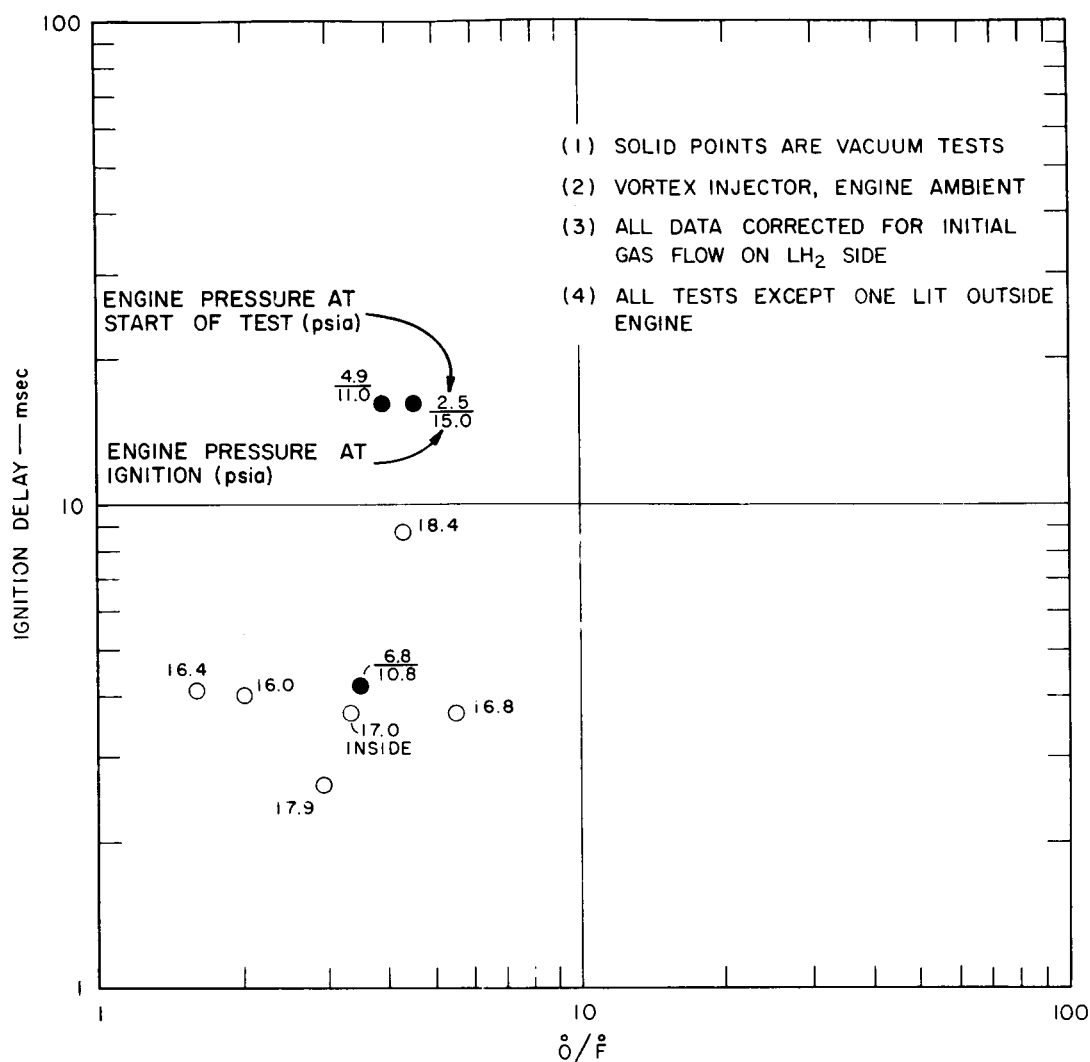 100
(1) SOLID POINTS ARE VACUUM TESTS
(2) VORTEX INJECTOR, ENGINE AMBIENT
(3) ALL DATA CORRECTED FOR INITIAL
GAS FLOW ON LH₂ SIDE
(4) ALL TESTS EXCEPT ONE LIT OUTSIDE
ENGINE
ENGINE PRESSURE AT
START OF TEST (psia)
4.9
11.0
2.5
15.0
ENGINE PRESSURE AT
IGNITION (psia)
IGNITION DELAY — msec
10
18.4
16.4
16.0
6.8
10.8
17.0
INSIDE
16.8
17.9
1
1
10
100
O̊/F̊